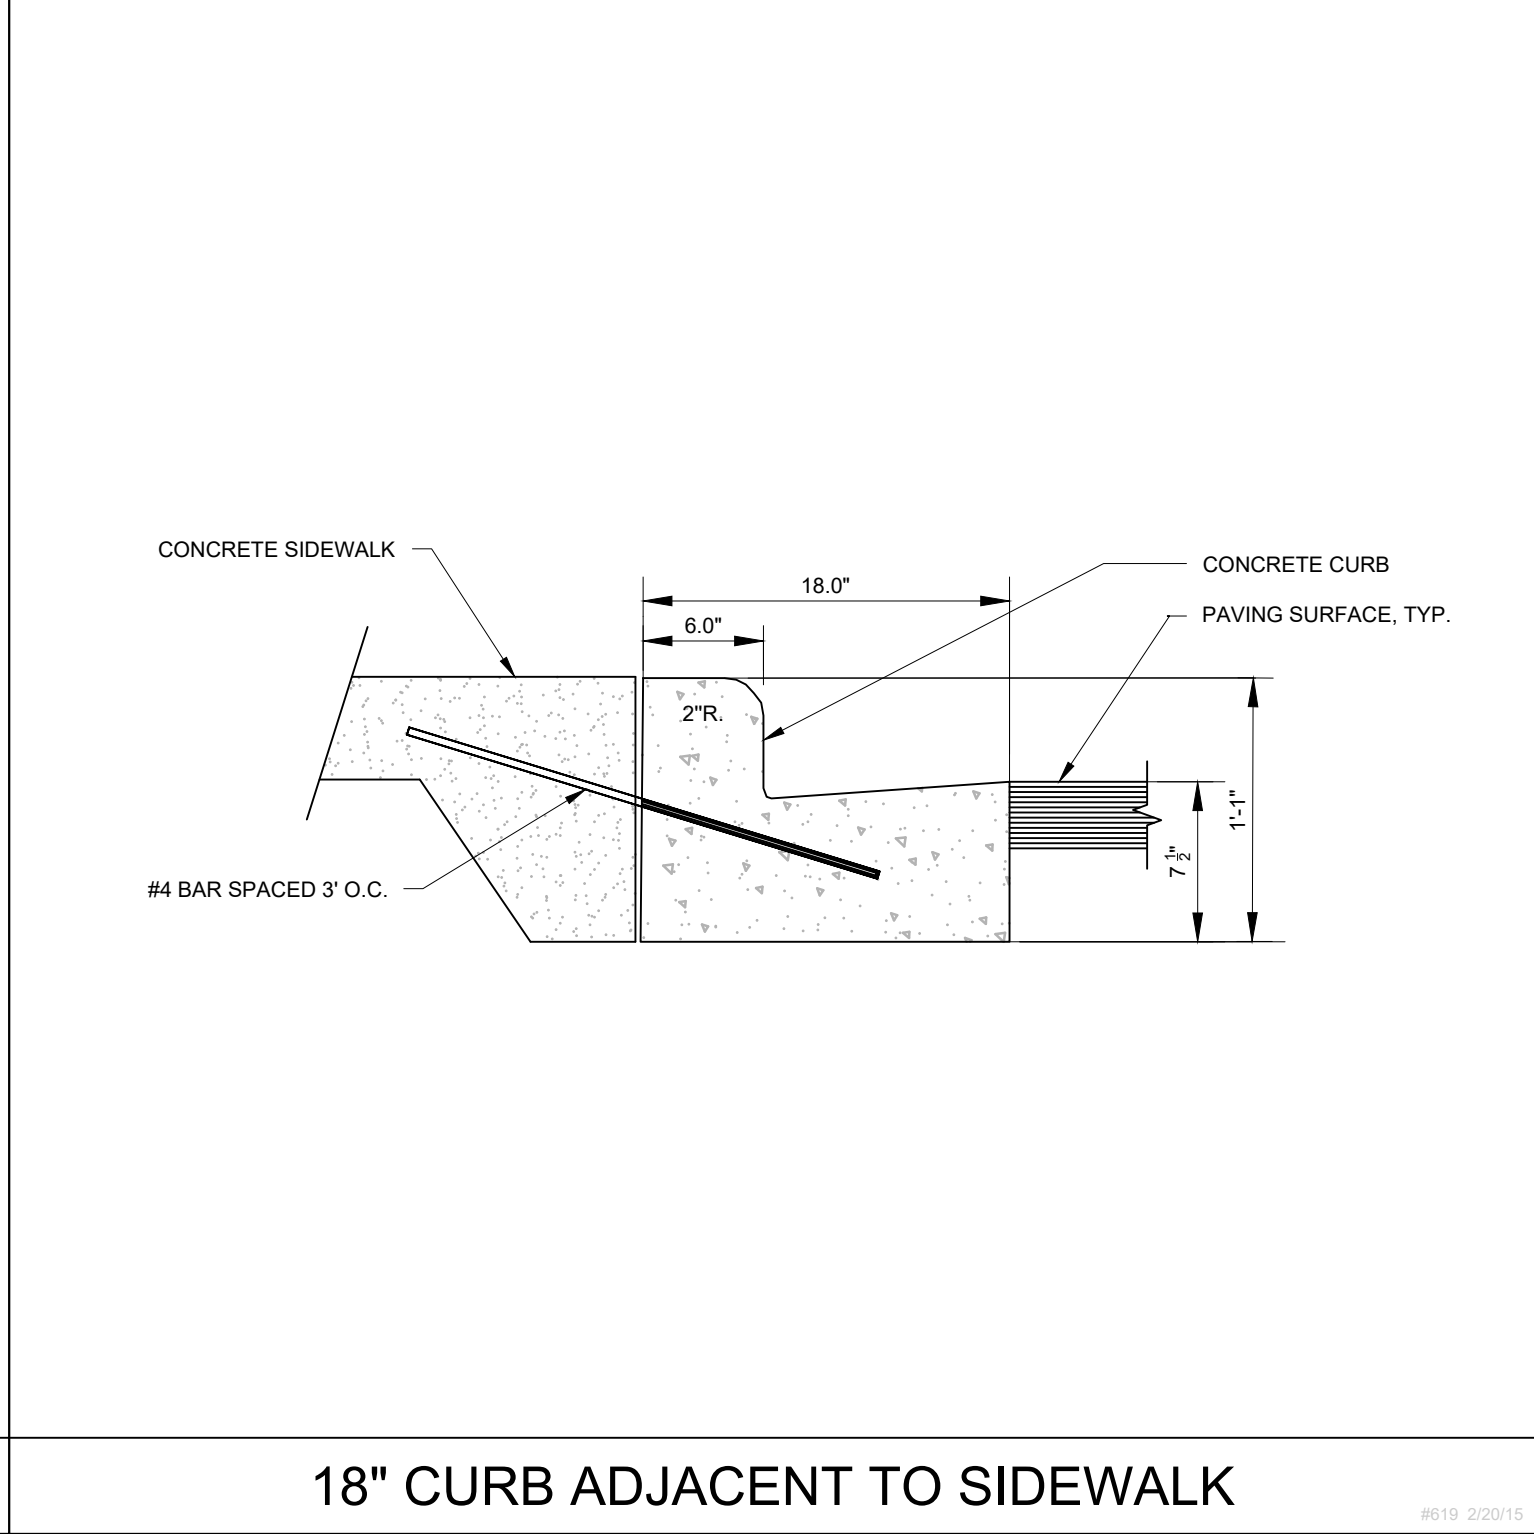 CONCRETE SIDEWALK
18.0"
CONCRETE CURB
6.0"
PAVING SURFACE, TYP.
2"R.
1'-1"
7 1/2"
#4 BAR SPACED 3' O.C.
18" CURB ADJACENT TO SIDEWALK
#619 2/20/15